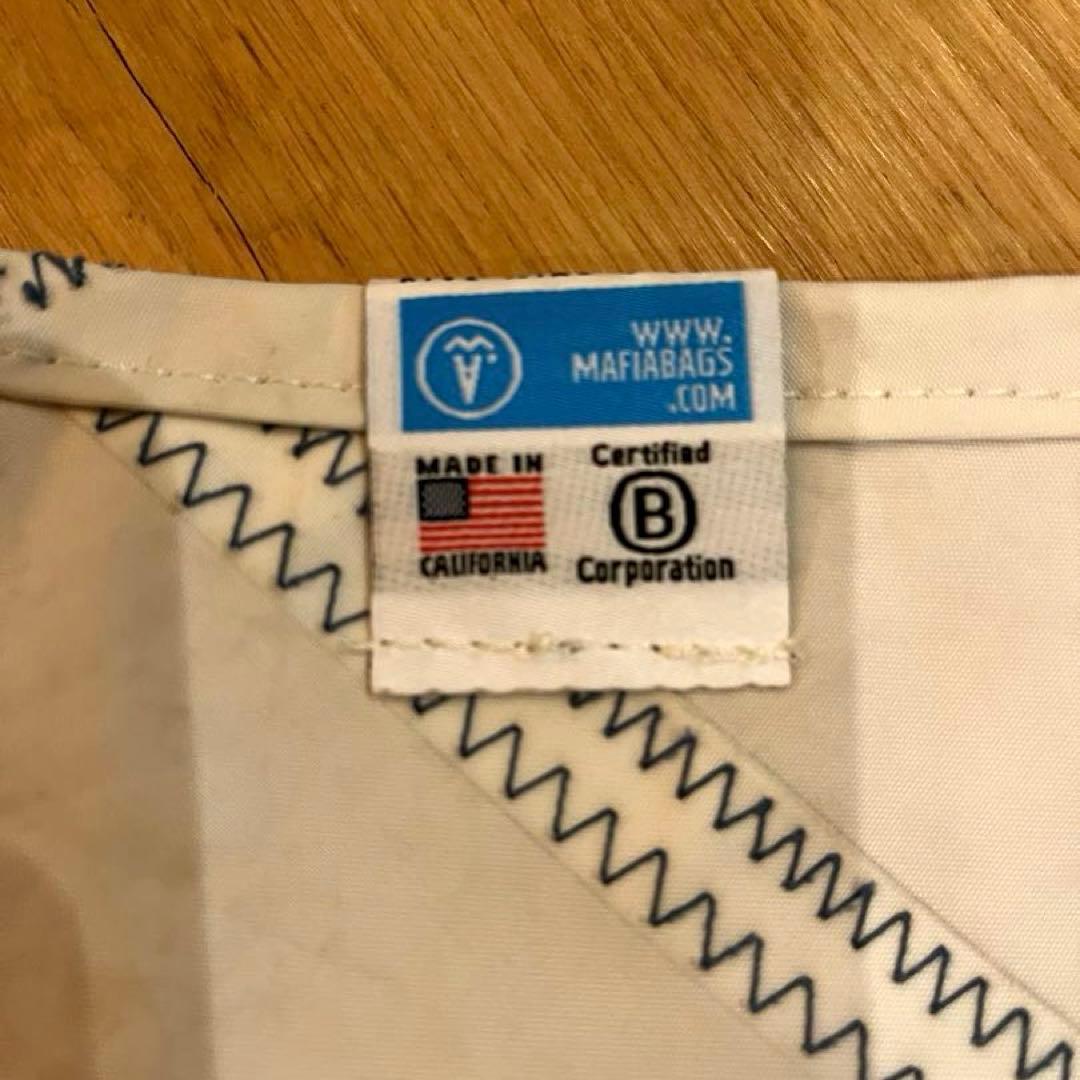 WWW.
MAFIABAGS
.COM
MADE IN
CALIFORNIA
Certified
B
Corporation